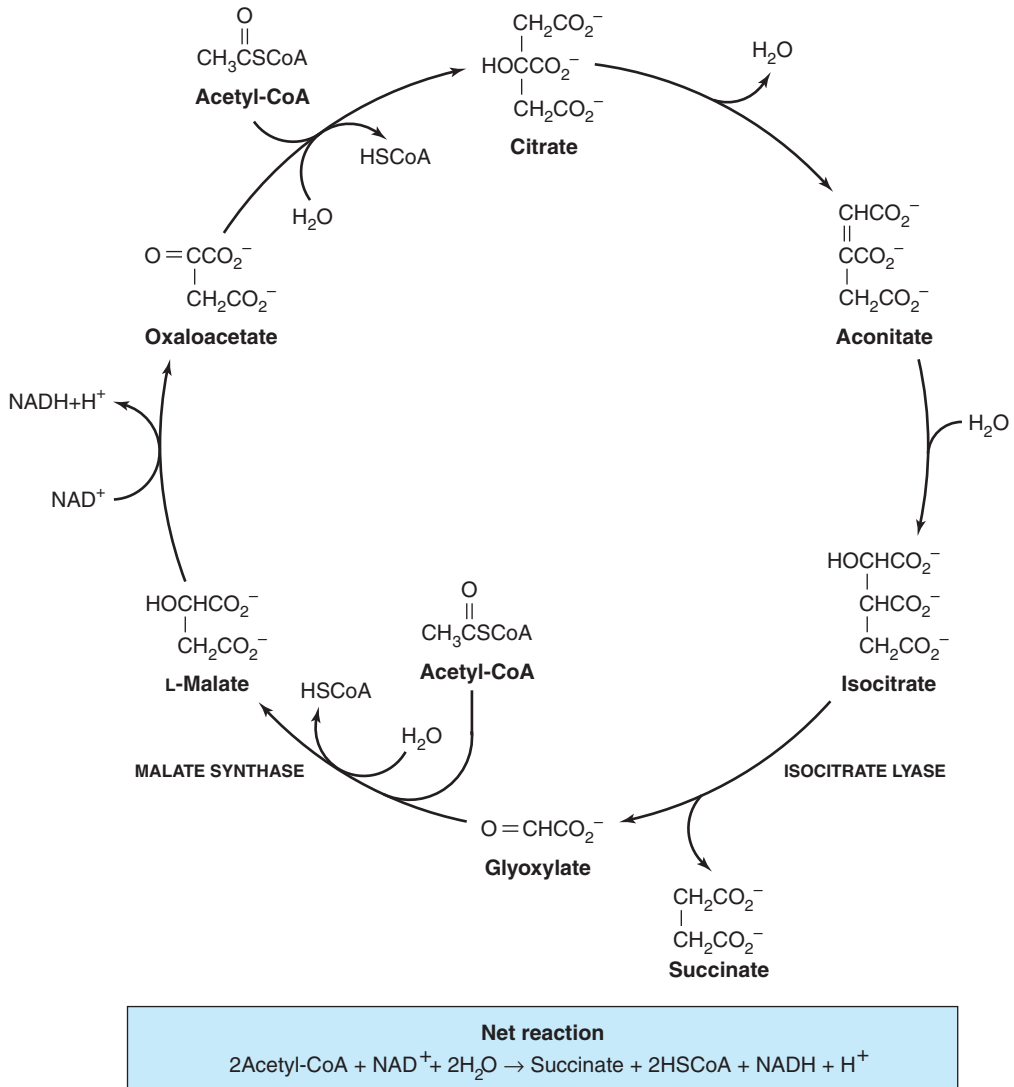 O
||
CH₃CSCoA
Acetyl-CoA
HSCoA
H₂O
CH₂CO₂⁻
HOCCO₂⁻
CH₂CO₂⁻
Citrate
H₂O
CHCO₂⁻
||
CCO₂⁻
CH₂CO₂⁻
Aconitate
H₂O
HOCHCO₂⁻
CHCO₂⁻
CH₂CO₂⁻
Isocitrate
ISOCITRATE LYASE
CH₂CO₂⁻
CH₂CO₂⁻
Succinate
O=CHCO₂⁻
Glyoxylate
O
||
CH₃CSCoA
Acetyl-CoA
H₂O
HSCoA
MALATE SYNTHASE
HOCHCO₂⁻
CH₂CO₂⁻
L-Malate
NAD⁺
NADH+H⁺
O=CCO₂⁻
CH₂CO₂⁻
Oxaloacetate
Net reaction
2Acetyl-CoA + NAD⁺ + 2H₂O → Succinate + 2HSCoA + NADH + H⁺